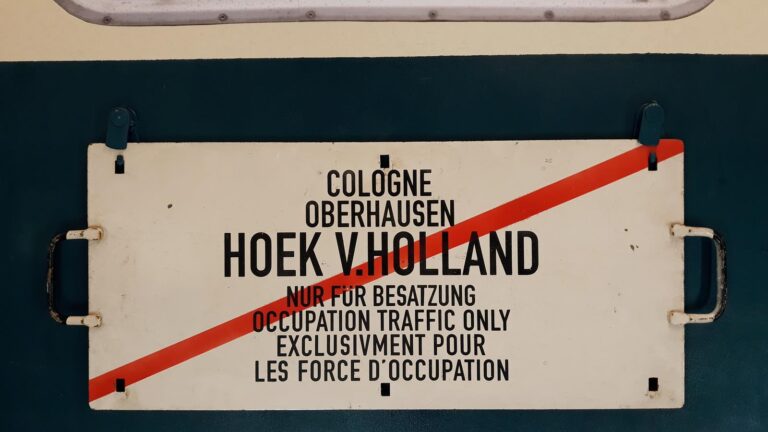 COLOGNE
OBERHAUSEN
HOEK V.HOLLAND
NUR FÜR BESATZUNG
OCCUPATION TRAFFIC ONLY
EXCLUSIVMENT POUR
LES FORCE D'OCCUPATION